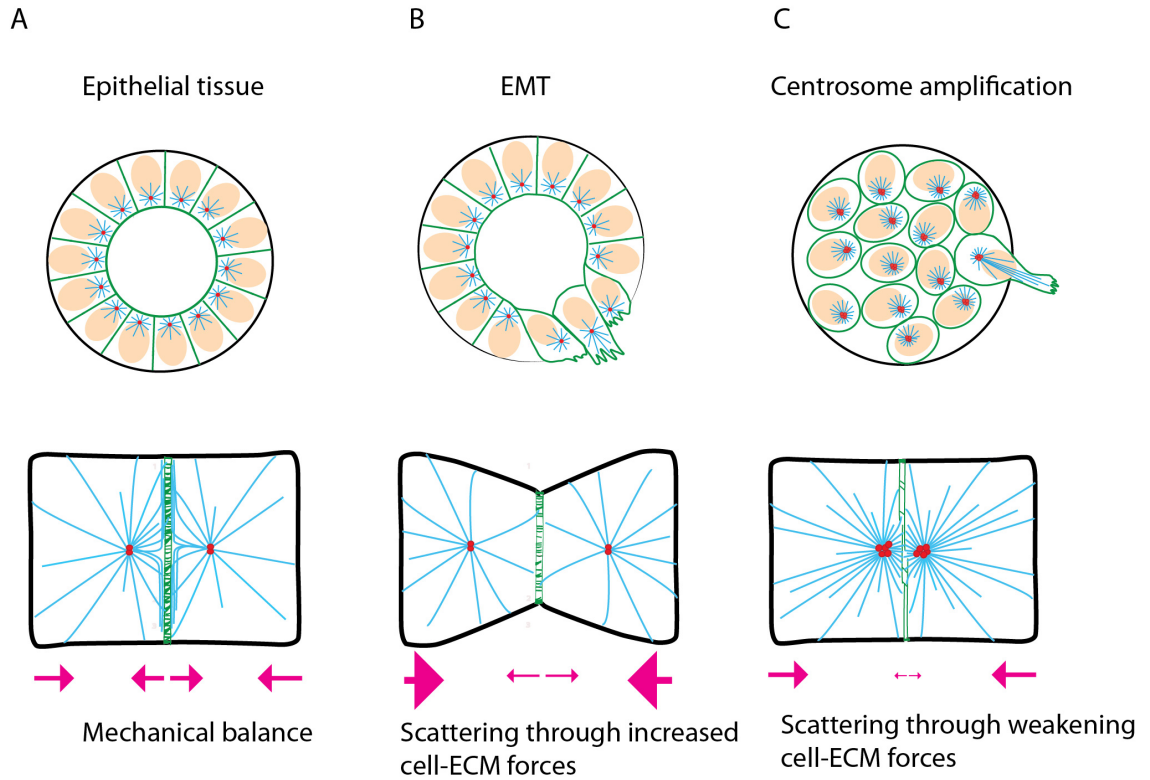 A
B
C
Epithelial tissue
EMT
Centrosome amplification
Mechanical balance
Scattering through increased
cell-ECM forces
Scattering through weakening
cell-ECM forces